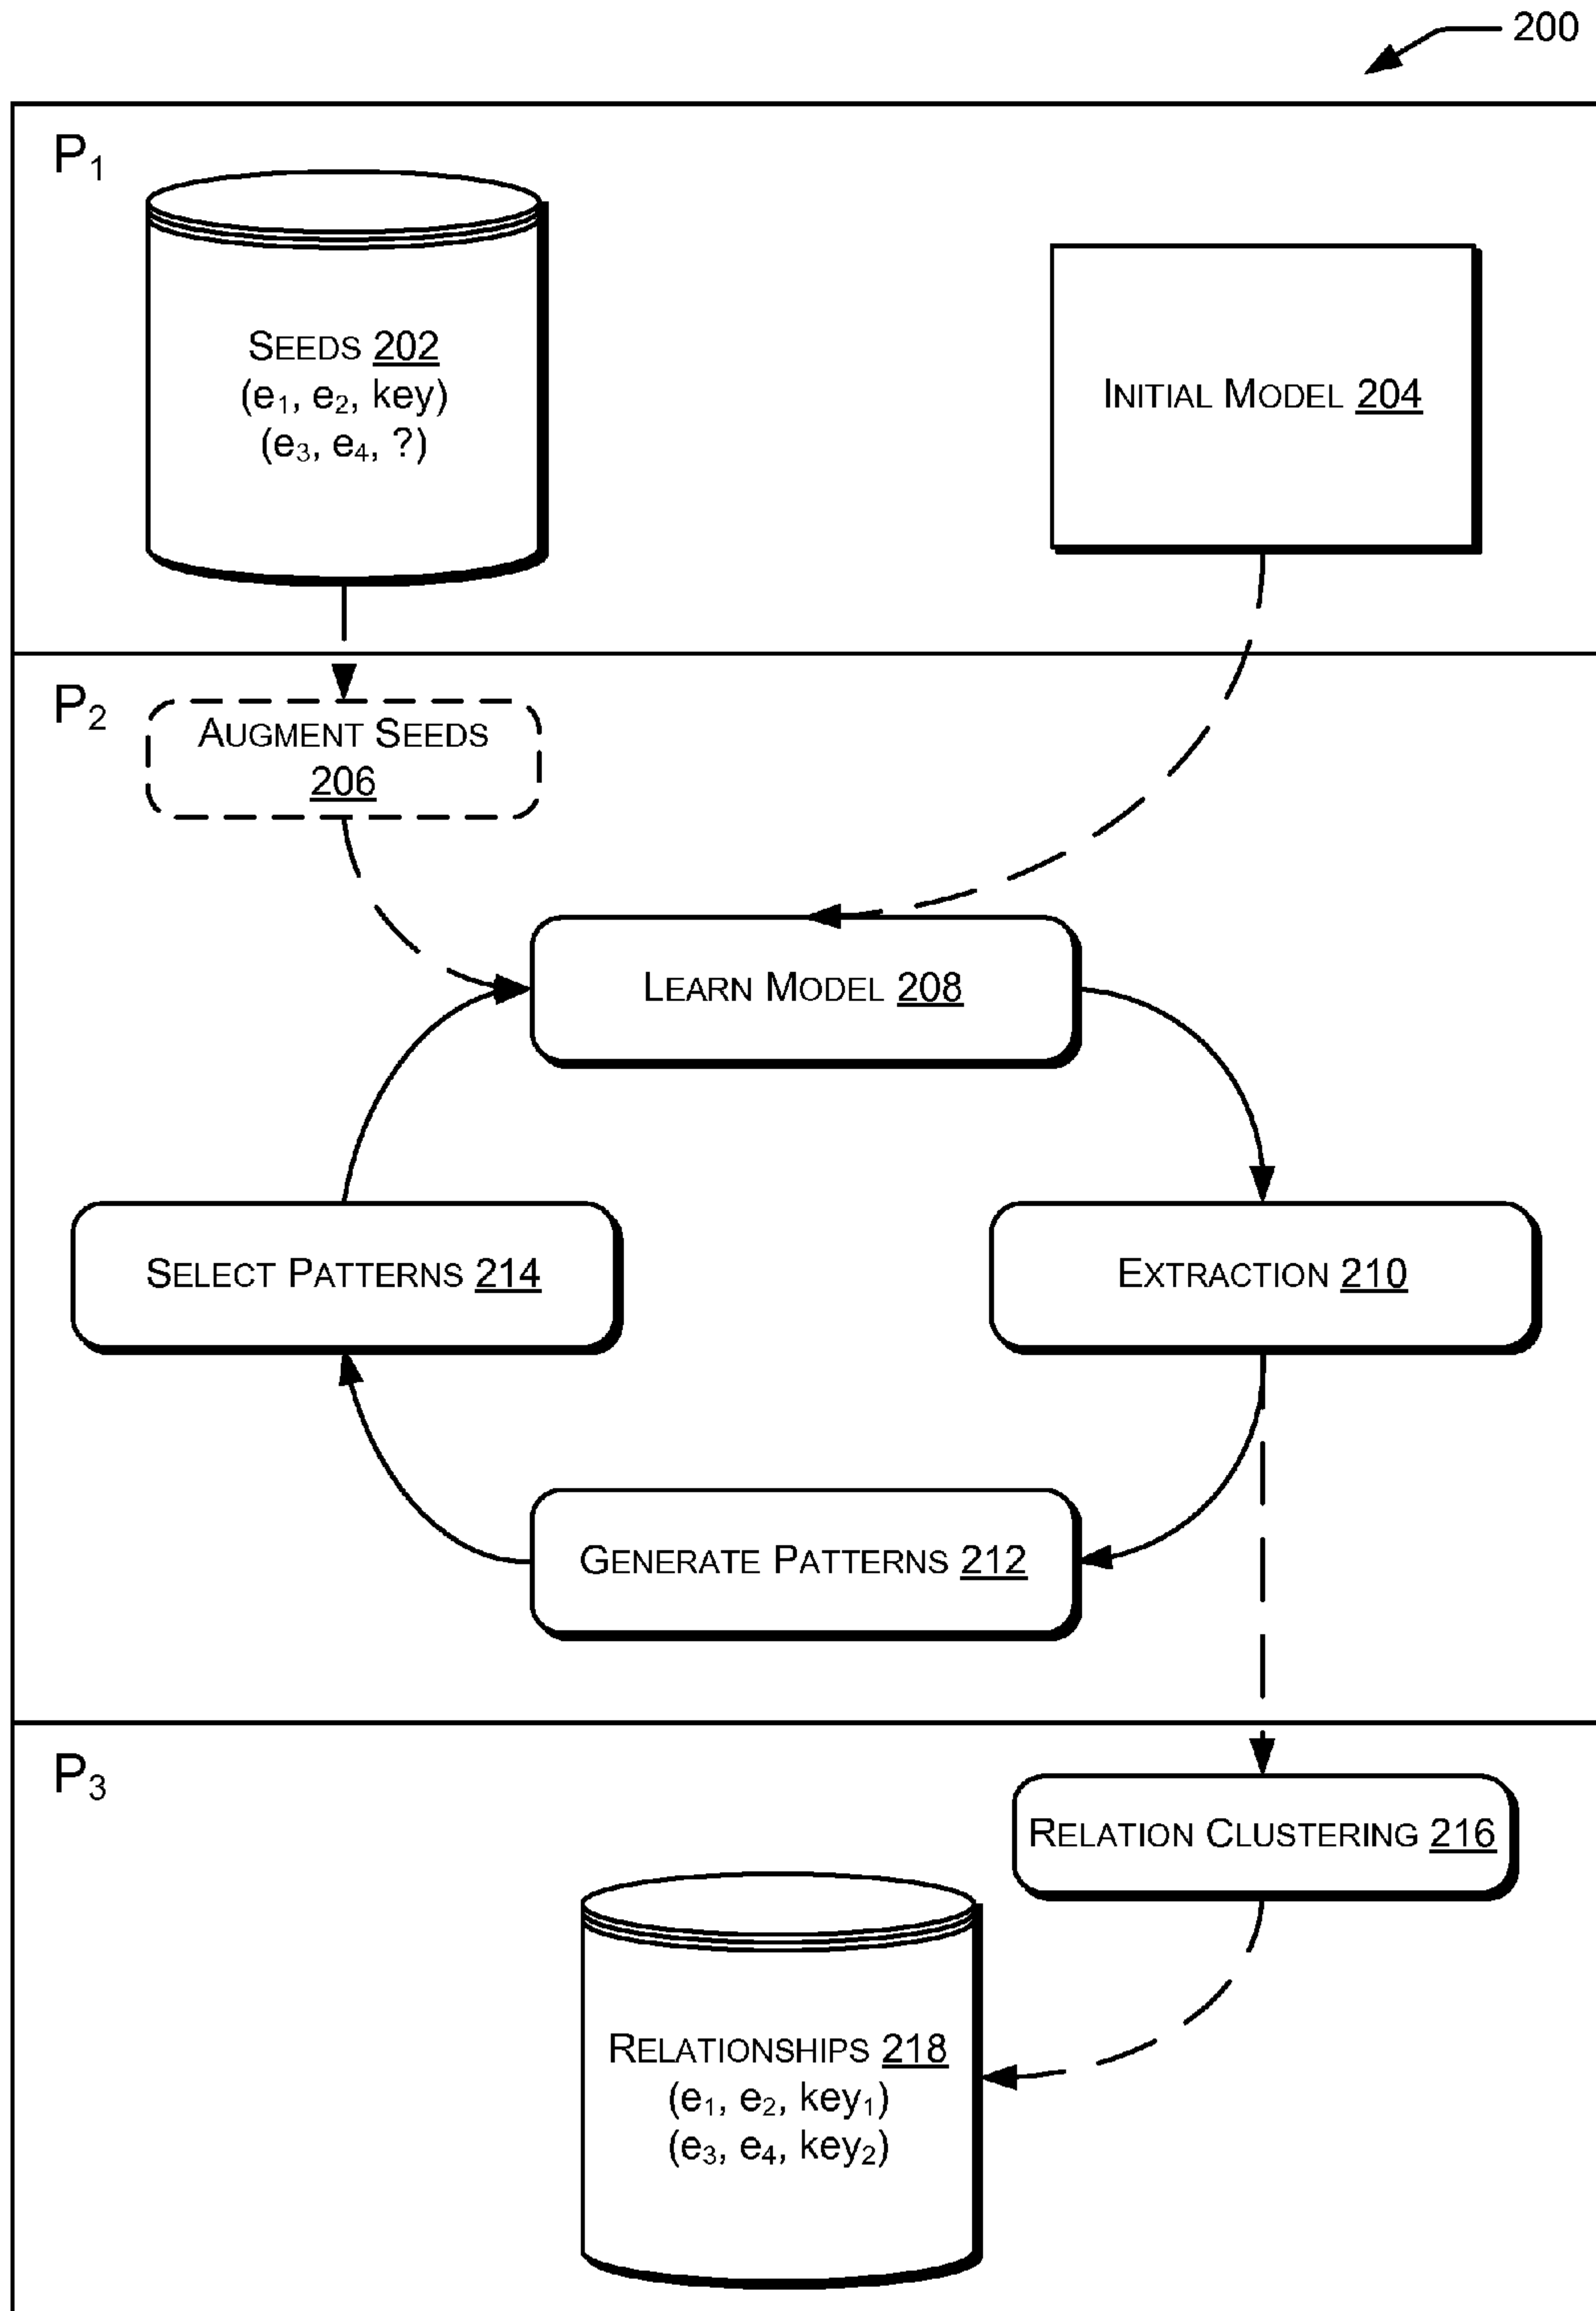 200
P₁
SEEDS 202
(e₁, e₂, key)
(e₃, e₄, ?)
INITIAL MODEL 204
P₂
AUGMENT SEEDS
206
LEARN MODEL 208
SELECT PATTERNS 214
EXTRACTION 210
GENERATE PATTERNS 212
P₃
RELATION CLUSTERING 216
RELATIONSHIPS 218
(e₁, e₂, key₁)
(e₃, e₄, key₂)